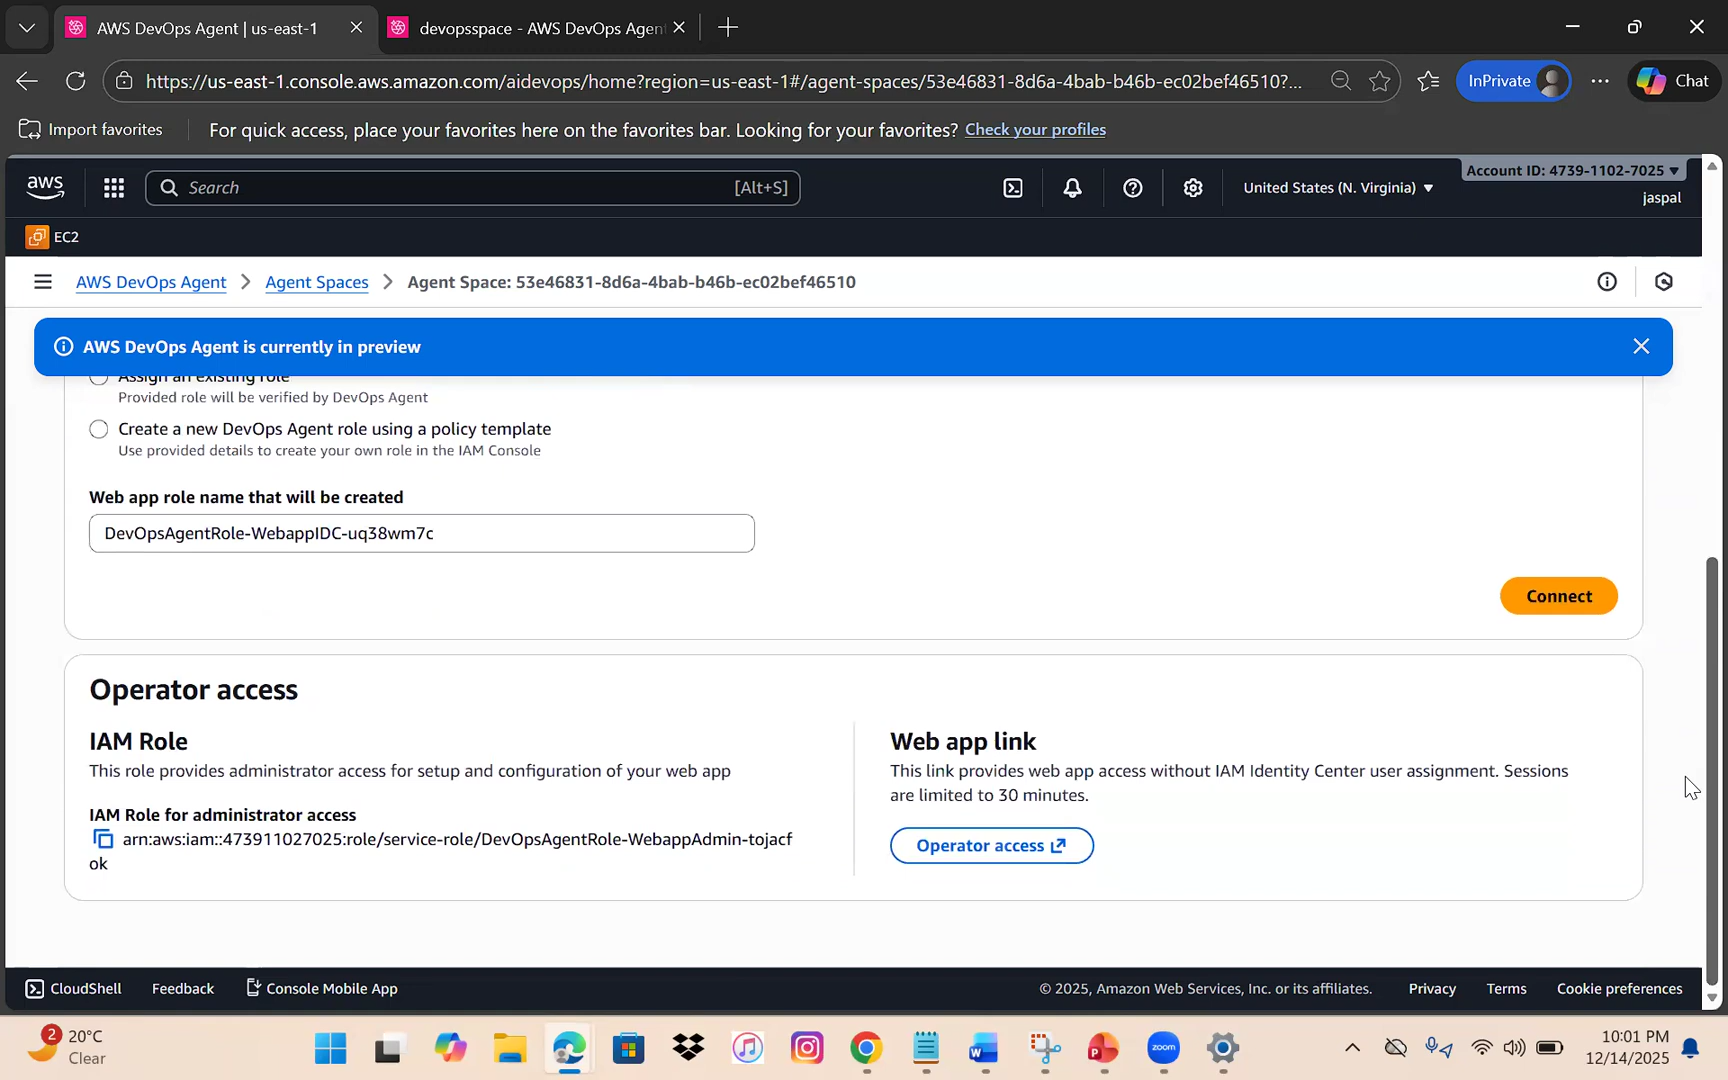 AWS DevOps Agent | us-east-1
devopsspace - AWS DevOps Agent
https://us-east-1.console.aws.amazon.com/aidevops/home?region=us-east-1#/agent-spaces/53e46831-8d6a-4bab-b46b-ec02bef46510?...
InPrivate
Chat
Import favorites
For quick access, place your favorites here on the favorites bar. Looking for your favorites? Check your profiles
aws
Search
[Alt+S]
United States (N. Virginia)
Account ID: 4739-1102-7025
jaspal
EC2
AWS DevOps Agent
Agent Spaces
Agent Space: 53e46831-8d6a-4bab-b46b-ec02bef46510
AWS DevOps Agent is currently in preview
Assign an existing role
Provided role will be verified by DevOps Agent
Create a new DevOps Agent role using a policy template
Use provided details to create your own role in the IAM Console
Web app role name that will be created
DevOpsAgentRole-WebappIDC-uq38wm7c
Connect
Operator access
IAM Role
This role provides administrator access for setup and configuration of your web app
IAM Role for administrator access
arn:aws:iam::473911027025:role/service-role/DevOpsAgentRole-WebappAdmin-tojacf
ok
Web app link
This link provides web app access without IAM Identity Center user assignment. Sessions
are limited to 30 minutes.
Operator access
CloudShell
Feedback
Console Mobile App
© 2025, Amazon Web Services, Inc. or its affiliates.
Privacy
Terms
Cookie preferences
2
20°C
Clear
zoom
10:01 PM
12/14/2025